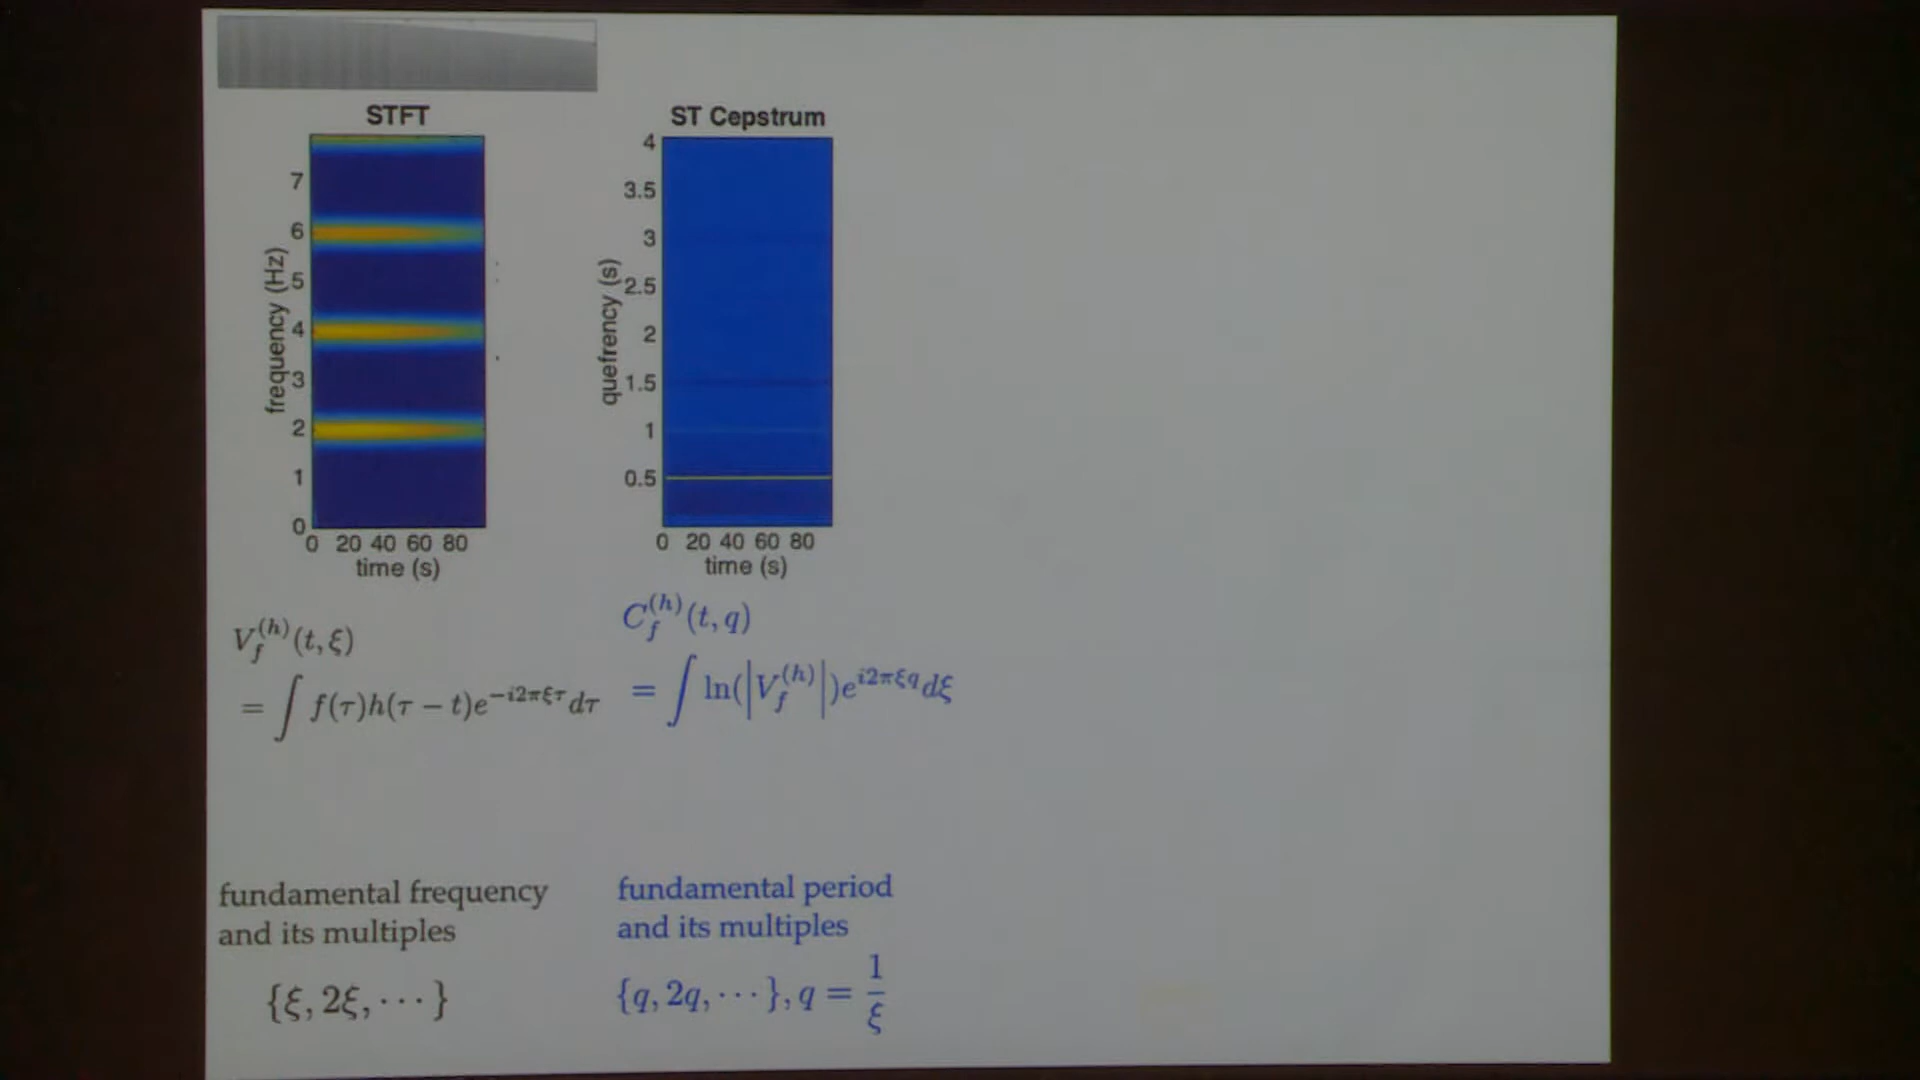 STFT
7
6
5
4
3
2
1
0
frequency (Hz)
0 20 40 60 80
time (s)
ST Cepstrum
4
3.5
3
2.5
2
1.5
1
0.5
quefrency (s)
0 20 40 60 80
time (s)
V_f^{(h)}(t, ξ)
= ∫ f(τ)h(τ − t)e^{−i2πξτ}dτ
C_f^{(h)}(t, q)
= ∫ ln(|V_f^{(h)}|)e^{i2πξq}dξ
fundamental frequency
and its multiples
{ξ, 2ξ, ⋯}
fundamental period
and its multiples
{q, 2q, ⋯}, q = 1/ξ